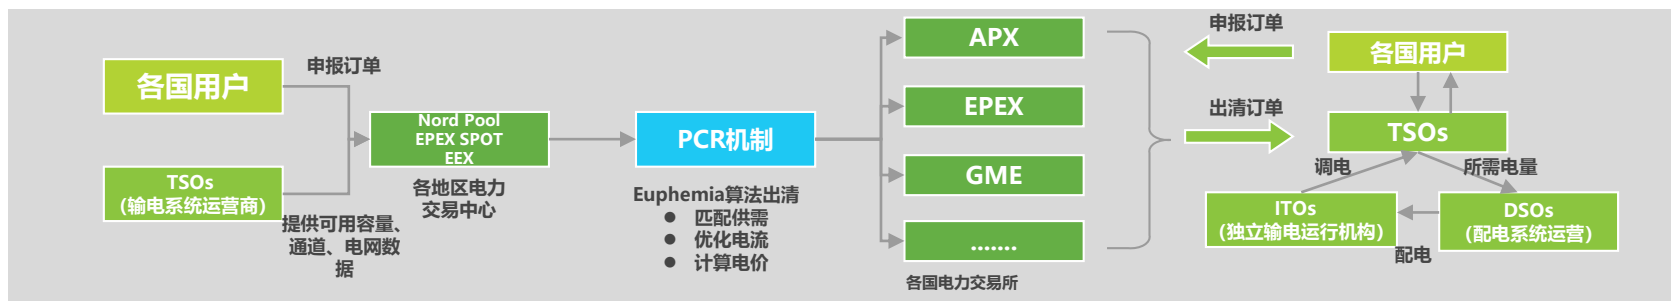 各国用户
申报订单
TSOs
（输电系统运营商）
提供可用容量、
通道、电网数
据
Nord Pool
EPEX SPOT
EEX
各地区电力
交易中心
PCR机制
Euphemia算法出清
● 匹配供需
● 优化电流
● 计算电价
APX
EPEX
GME
.......
各国电力交易所
申报订单
出清订单
各国用户
TSOs
调电
所需电量
ITOs
（独立输电运行机构）
DSOs
（配电系统运营）
配电